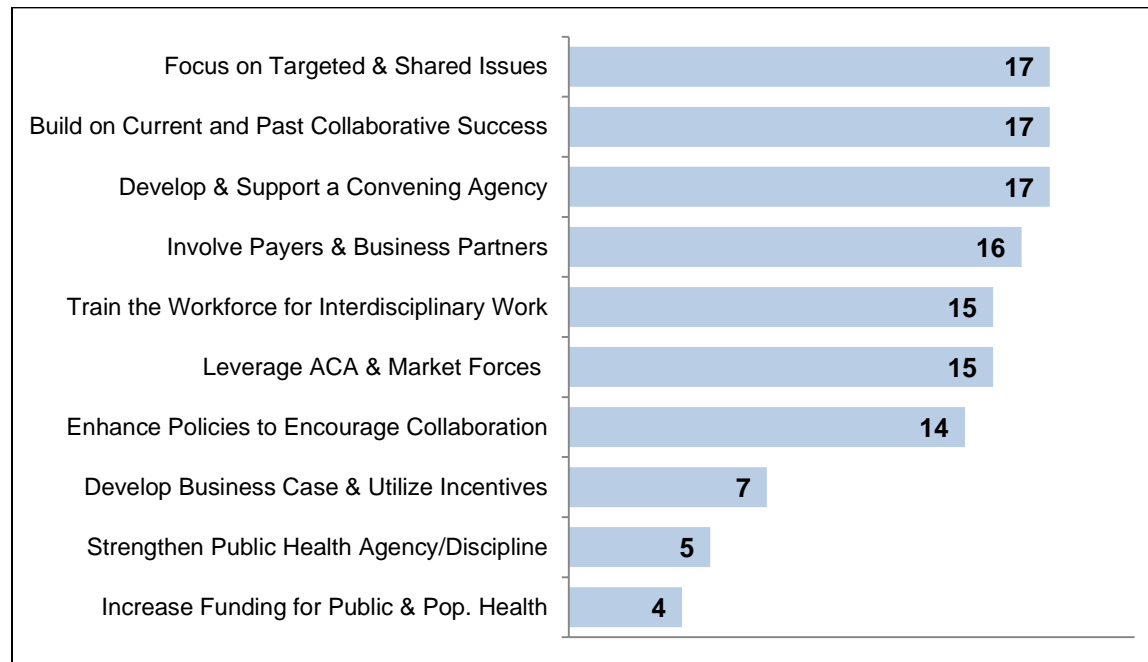 Focus on Targeted & Shared Issues 17
Build on Current and Past Collaborative Success 17
Develop & Support a Convening Agency 17
Involve Payers & Business Partners 16
Train the Workforce for Interdisciplinary Work 15
Leverage ACA & Market Forces 15
Enhance Policies to Encourage Collaboration 14
Develop Business Case & Utilize Incentives 7
Strengthen Public Health Agency/Discipline 5
Increase Funding for Public & Pop. Health 4